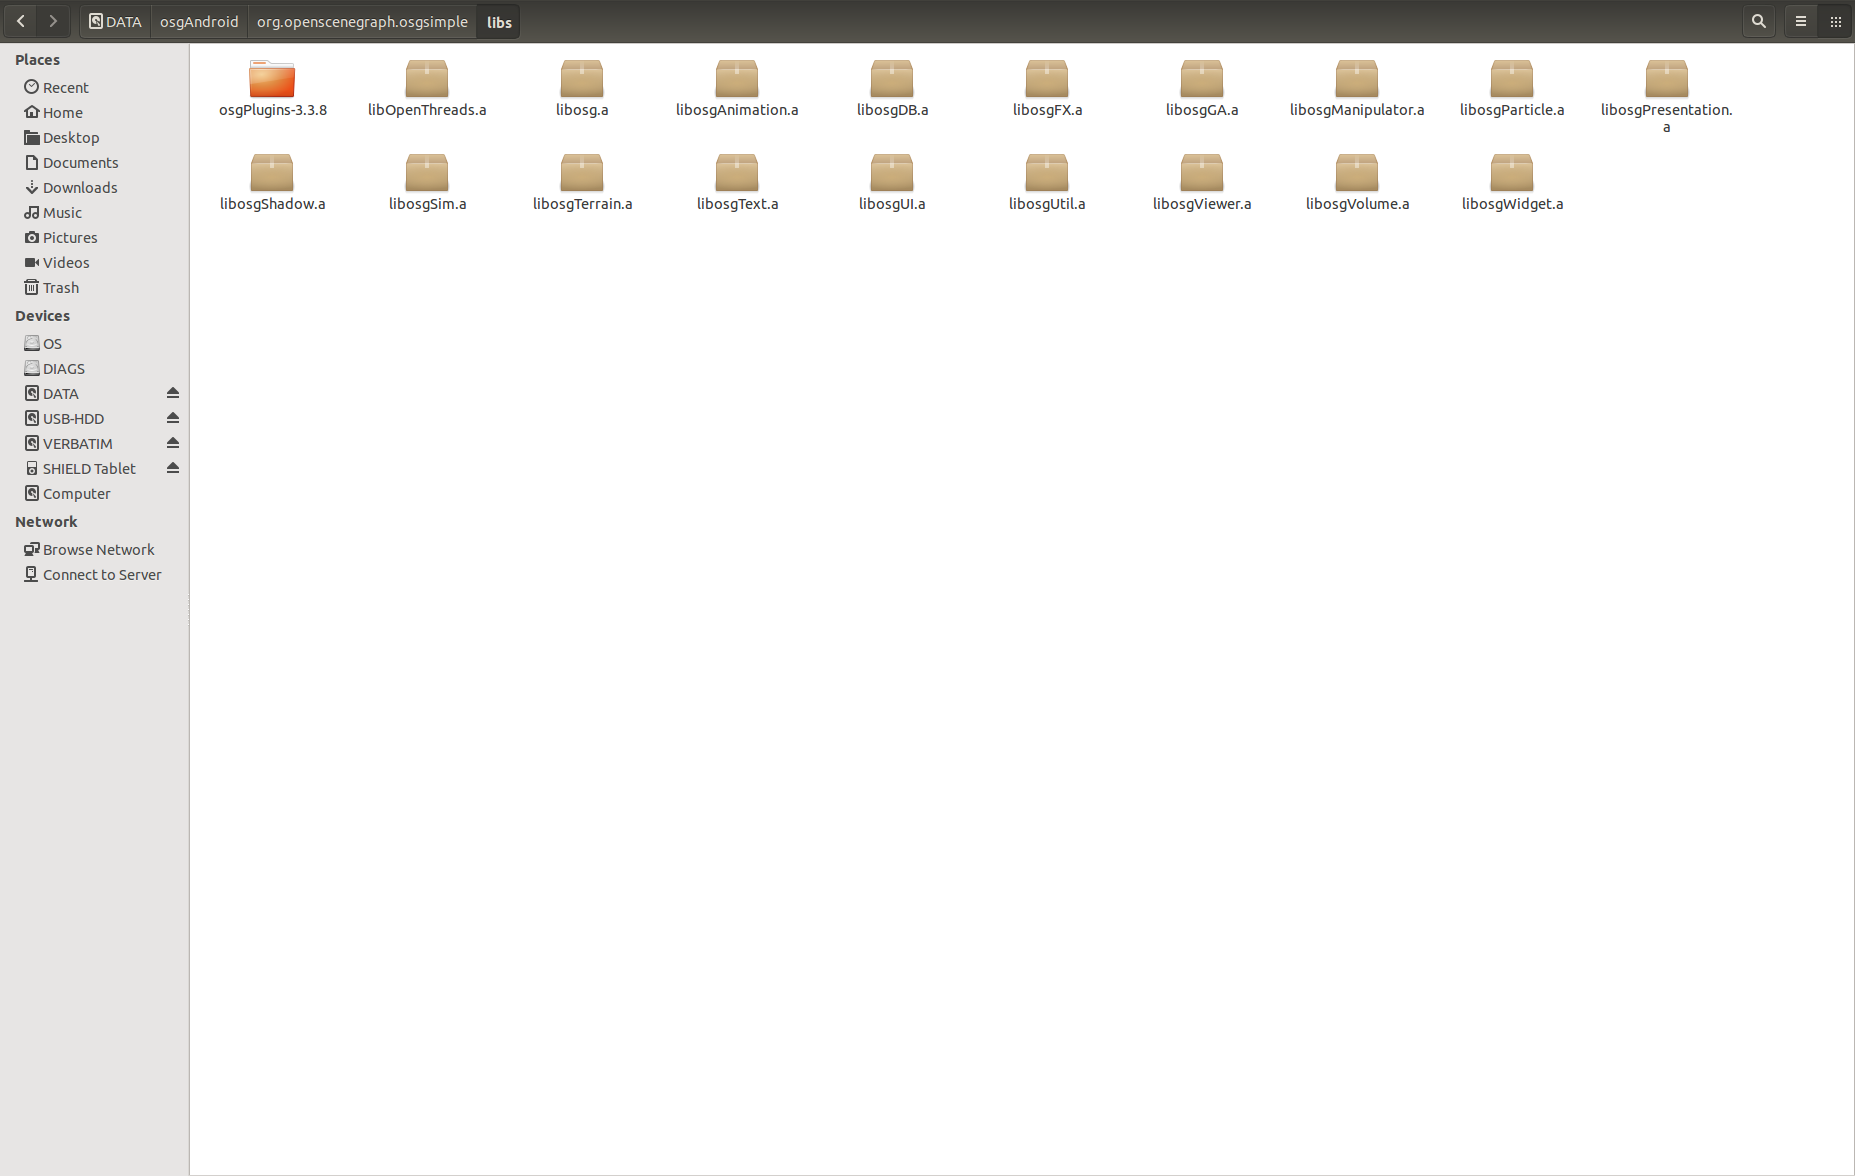 DATA osgAndroid org.openscenegraph.osgsimple libs
Places
Recent
Home
Desktop
Documents
Downloads
Music
Pictures
Videos
Trash
Devices
OS
DIAGS
DATA
USB-HDD
VERBATIM
SHIELD Tablet
Computer
Network
Browse Network
Connect to Server
osgPlugins-3.3.8 libOpenThreads.a libosg.a libosgAnimation.a libosgDB.a libosgFX.a libosgGA.a libosgManipulator.a libosgParticle.a libosgPresentation.
a
libosgShadow.a libosgSim.a libosgTerrain.a libosgText.a libosgUI.a libosgUtil.a libosgViewer.a libosgVolume.a libosgWidget.a